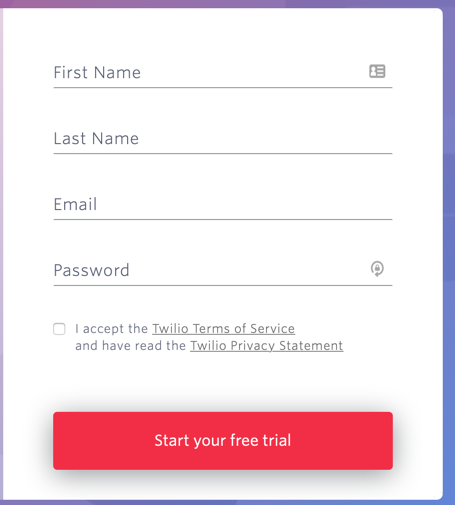 First Name
Last Name
Email
Password
I accept the Twilio Terms of Service
and have read the Twilio Privacy Statement
Start your free trial